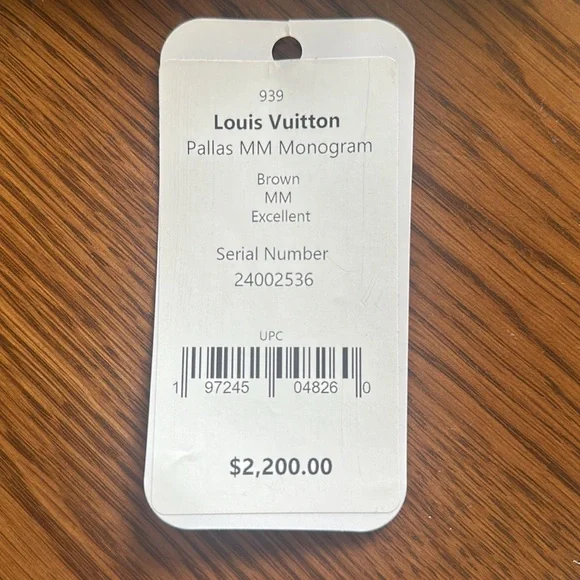 939
Louis Vuitton
Pallas MM Monogram
Brown
MM
Excellent
Serial Number
24002536
UPC
1 97245 04826 0
$2,200.00